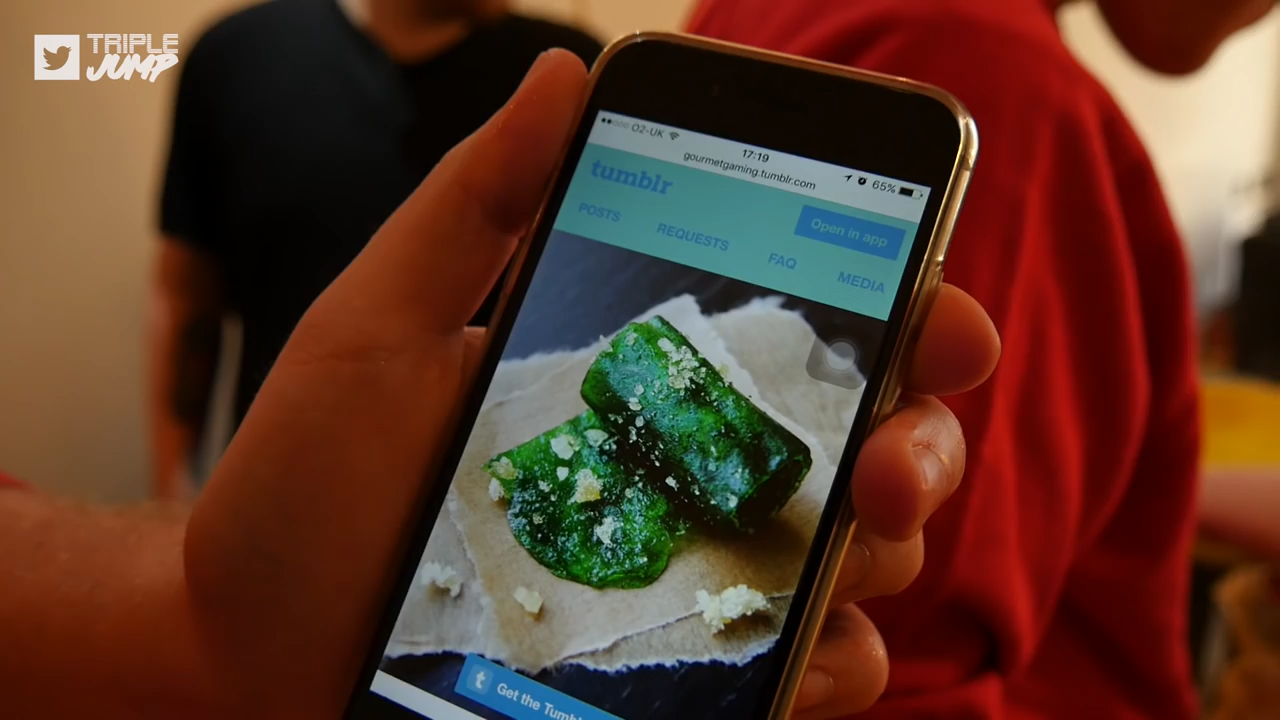 TRIPLE
JUMP
O2-UK
17:19
65%
gourmetgaming.tumblr.com
tumblr
Open in app
POSTS
REQUESTS
FAQ
MEDIA
t
Get the Tumbl